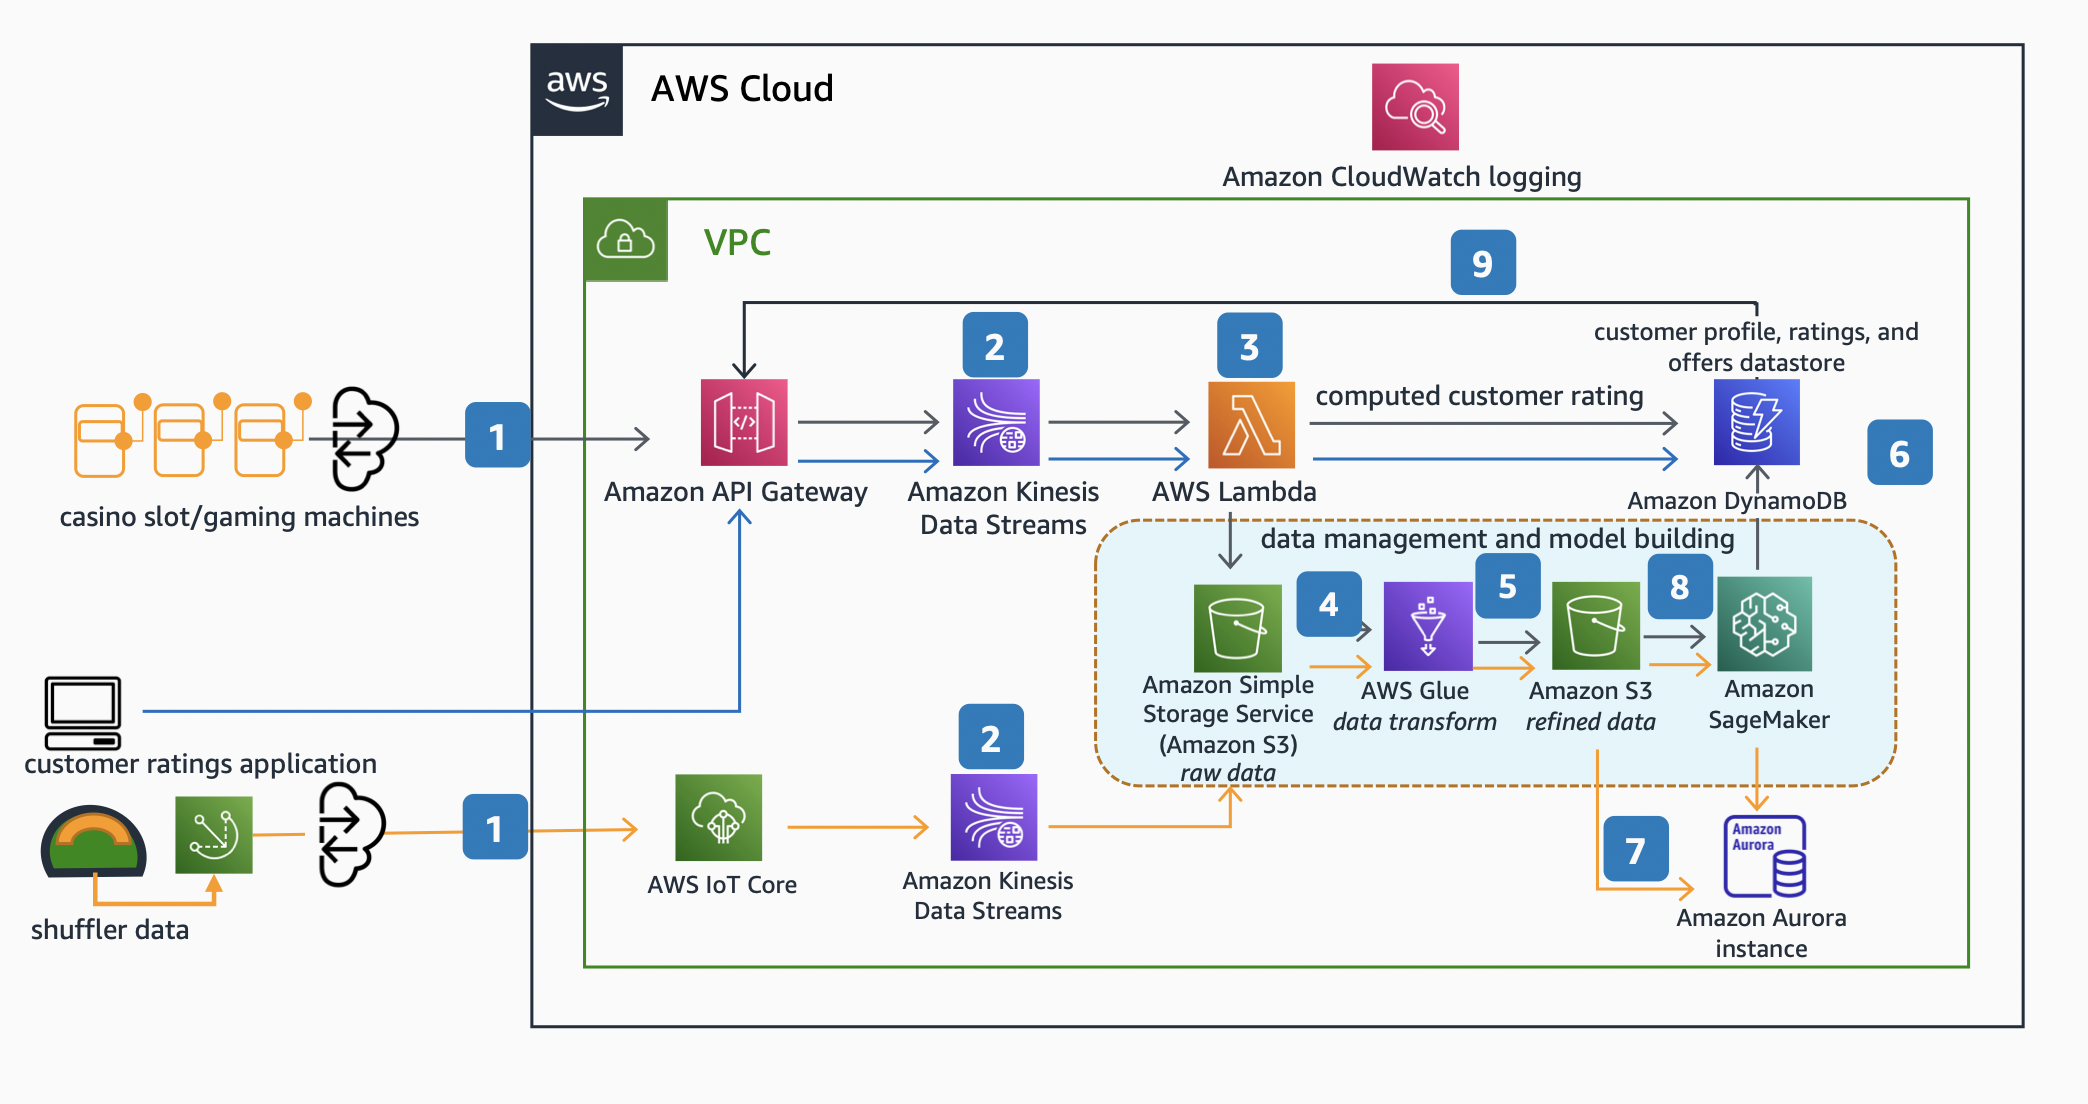 aws
AWS Cloud
Amazon CloudWatch logging
VPC
9
2
3
customer profile, ratings, and
offers datastore
computed customer rating
1
6
casino slot/gaming machines
Amazon API Gateway
Amazon Kinesis
Data Streams
AWS Lambda
Amazon DynamoDB
data management and model building
4
5
8
Amazon Simple
Storage Service
(Amazon S3)
raw data
AWS Glue
data transform
Amazon S3
refined data
Amazon
SageMaker
customer ratings application
2
1
7
Amazon
Aurora
shuffler data
AWS IoT Core
Amazon Kinesis
Data Streams
Amazon Aurora
instance